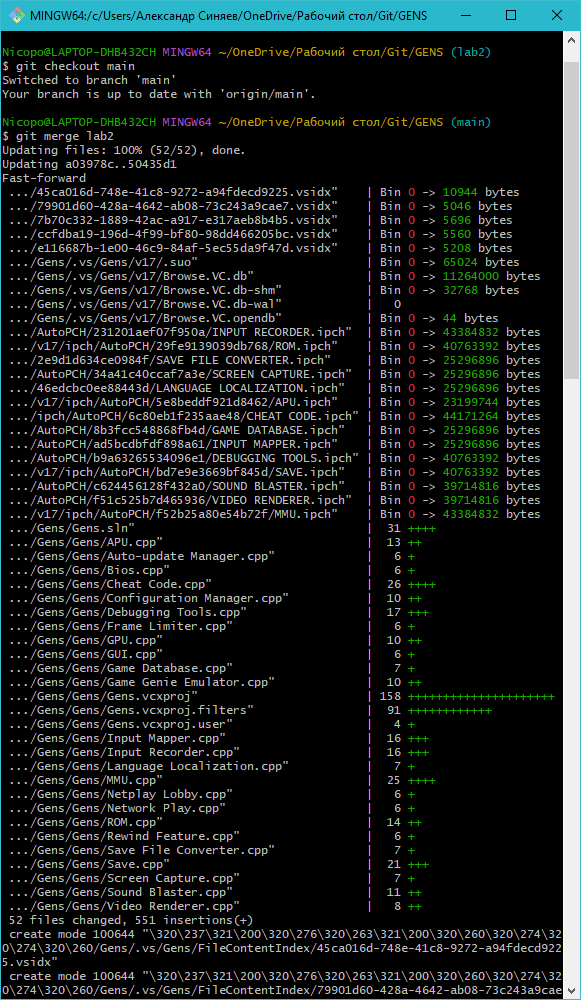 MINGW64:/c/Users/Александр Синяев/OneDrive/Рабочий стол/Git/GENS
Nicopo@LAPTOP-DHB432CH MINGW64 ~/OneDrive/Рабочий стол/Git/GENS (lab2)
$ git checkout main
Switched to branch 'main'
Your branch is up to date with 'origin/main'.
Nicopo@LAPTOP-DHB432CH MINGW64 ~/OneDrive/Рабочий стол/Git/GENS (main)
$ git merge lab2
Updating files: 100% (52/52), done.
Updating a03978c..50435d1
Fast-forward
.../45ca016d-748e-41c8-9272-a94fdecd9225.vsidx" | Bin 0 -> 10944 bytes
.../79901d60-428a-4642-ab08-73c243a9cae7.vsidx" | Bin 0 -> 5046 bytes
.../7b70c332-1889-42ac-a917-e317aeb8b4b5.vsidx" | Bin 0 -> 5696 bytes
.../ccfdba19-196d-4f99-bf80-98dd466205bc.vsidx" | Bin 0 -> 5560 bytes
.../e116687b-1e00-46c9-84af-5ec55da9f47d.vsidx" | Bin 0 -> 5208 bytes
.../Gens/.vs/Gens/v17/.suo" | Bin 0 -> 65024 bytes
.../Gens/.vs/Gens/v17/Browse.VC.db" | Bin 0 -> 11264000 bytes
.../Gens/.vs/Gens/v17/Browse.VC.db-shm" | Bin 0 -> 32768 bytes
.../Gens/.vs/Gens/v17/Browse.VC.db-wal" | 0
.../Gens/.vs/Gens/v17/Browse.VC.opendb" | Bin 0 -> 44 bytes
.../AutoPCH/231201aef07f950a/INPUT RECORDER.ipch" | Bin 0 -> 43384832 bytes
.../v17/ipch/AutoPCH/29fe9139039db768/ROM.ipch" | Bin 0 -> 40763392 bytes
.../2e9d1d634ce0984f/SAVE FILE CONVERTER.ipch" | Bin 0 -> 25296896 bytes
.../AutoPCH/34a41c40ccaf7a3e/SCREEN CAPTURE.ipch" | Bin 0 -> 25296896 bytes
.../46edcbc0ee88443d/LANGUAGE LOCALIZATION.ipch" | Bin 0 -> 25296896 bytes
.../v17/ipch/AutoPCH/5e8beddf921d8462/APU.ipch" | Bin 0 -> 23199744 bytes
.../ipch/AutoPCH/6c80eb1f235aae48/CHEAT CODE.ipch" | Bin 0 -> 44171264 bytes
.../AutoPCH/8b3fcc548868fb4d/GAME DATABASE.ipch" | Bin 0 -> 25296896 bytes
.../AutoPCH/ad5bcdbfdf898a61/INPUT MAPPER.ipch" | Bin 0 -> 25296896 bytes
.../AutoPCH/b9a63265534096e1/DEBUGGING TOOLS.ipch" | Bin 0 -> 40763392 bytes
.../v17/ipch/AutoPCH/bd7e9e3669bf845d/SAVE.ipch" | Bin 0 -> 40763392 bytes
.../AutoPCH/c624456128f432a0/SOUND BLASTER.ipch" | Bin 0 -> 39714816 bytes
.../AutoPCH/f51c525b7d465936/VIDEO RENDERER.ipch" | Bin 0 -> 39714816 bytes
.../v17/ipch/AutoPCH/f52b25a80e54b72f/MMU.ipch" | Bin 0 -> 43384832 bytes
.../Gens/Gens.sln" | 31 ++++
.../Gens/Gens/APU.cpp" | 13 ++
.../Gens/Gens/Auto-update Manager.cpp" | 6 +
.../Gens/Gens/Bios.cpp" | 6 +
.../Gens/Gens/Cheat Code.cpp" | 26 ++++
.../Gens/Gens/Configuration Manager.cpp" | 10 ++
.../Gens/Gens/Debugging Tools.cpp" | 17 +++
.../Gens/Gens/Frame Limiter.cpp" | 6 +
.../Gens/Gens/GPU.cpp" | 10 ++
.../Gens/Gens/GUI.cpp" | 6 +
.../Gens/Gens/Game Database.cpp" | 7 +
.../Gens/Gens/Game Genie Emulator.cpp" | 10 ++
.../Gens/Gens/Gens.vcxproj" | 158 +++++++++++++++++++++
.../Gens/Gens/Gens.vcxproj.filters" | 91 ++++++++++++
.../Gens/Gens/Gens.vcxproj.user" | 4 +
.../Gens/Gens/Input Mapper.cpp" | 16 +++
.../Gens/Gens/Input Recorder.cpp" | 16 +++
.../Gens/Gens/Language Localization.cpp" | 7 +
.../Gens/Gens/MMU.cpp" | 25 ++++
.../Gens/Gens/Netplay Lobby.cpp" | 6 +
.../Gens/Gens/Network Play.cpp" | 6 +
.../Gens/Gens/ROM.cpp" | 14 ++
.../Gens/Gens/Rewind Feature.cpp" | 6 +
.../Gens/Gens/Save File Converter.cpp" | 7 +
.../Gens/Gens/Save.cpp" | 21 +++
.../Gens/Gens/Screen Capture.cpp" | 7 +
.../Gens/Gens/Sound Blaster.cpp" | 11 ++
.../Gens/Gens/Video Renderer.cpp" | 8 ++
52 files changed, 551 insertions(+)
create mode 100644 "\320\237\321\200\320\276\320\263\321\200\320\260\320\274\32
0\274\320\260/Gens/.vs/Gens/FileContentIndex/45ca016d-748e-41c8-9272-a94fdecd922
5.vsidx"
create mode 100644 "\320\237\321\200\320\276\320\263\321\200\320\260\320\274\32
0\274\320\260/Gens/.vs/Gens/FileContentIndex/79901d60-428a-4642-ab08-73c243a9cae